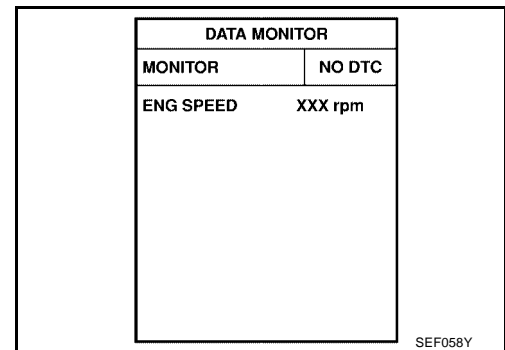 DATA MONITOR
MONITOR NO DTC
ENG SPEED XXX rpm
SEF058Y